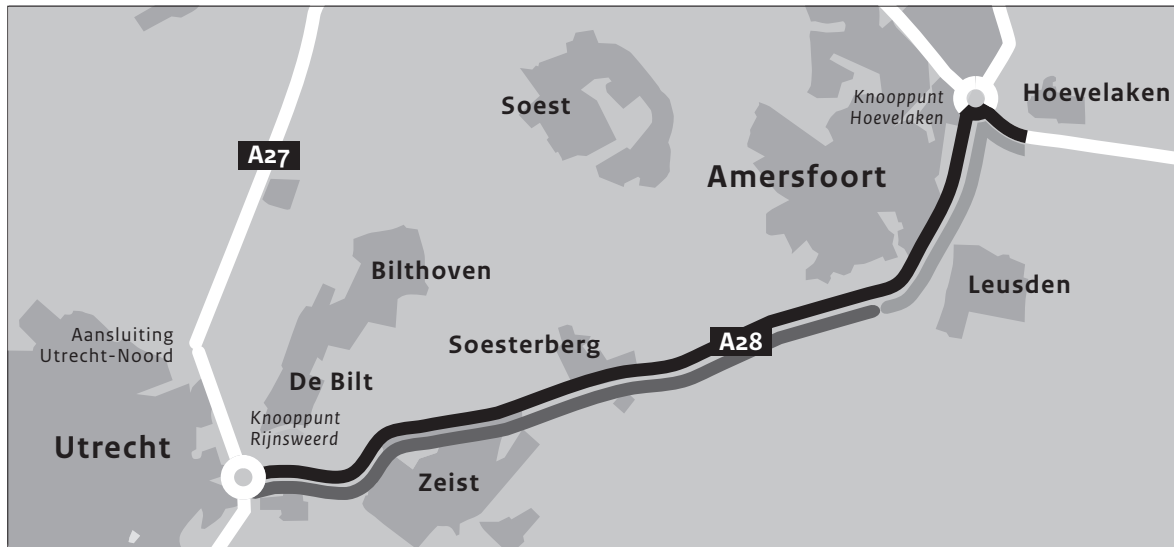 Soest
Knooppunt
Hoevelaken
Hoevelaken
A27
Amersfoort
Bilthoven
Leusden
Aansluiting
Utrecht-Noord
Soesterberg
A28
De Bilt
Knooppunt
Rijnsweerd
Utrecht
Zeist